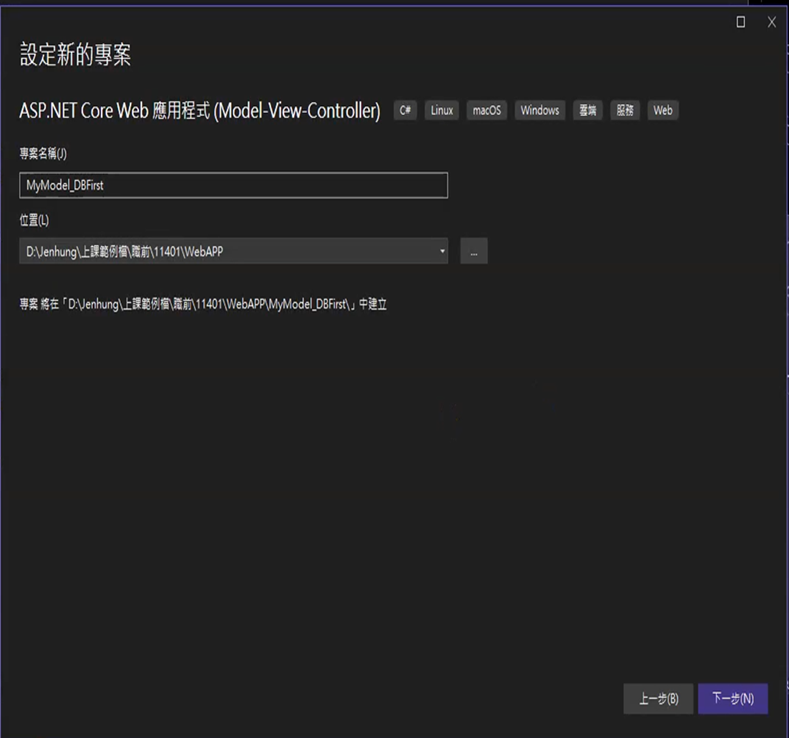 設定新的專案
ASP.NET Core Web 應用程式 (Model-View-Controller) C# Linux macOS Windows 雲端 服務 Web
專案名稱(J)
MyModel_DBFirst
位置(L)
D:\Jenhung\上課範例檔\職前\11401\WebAPP
...
專案 將在「D:\Jenhung\上課範例檔\職前\11401\WebAPP\MyModel_DBFirst\」中建立
上一步(B) 下一步(N)